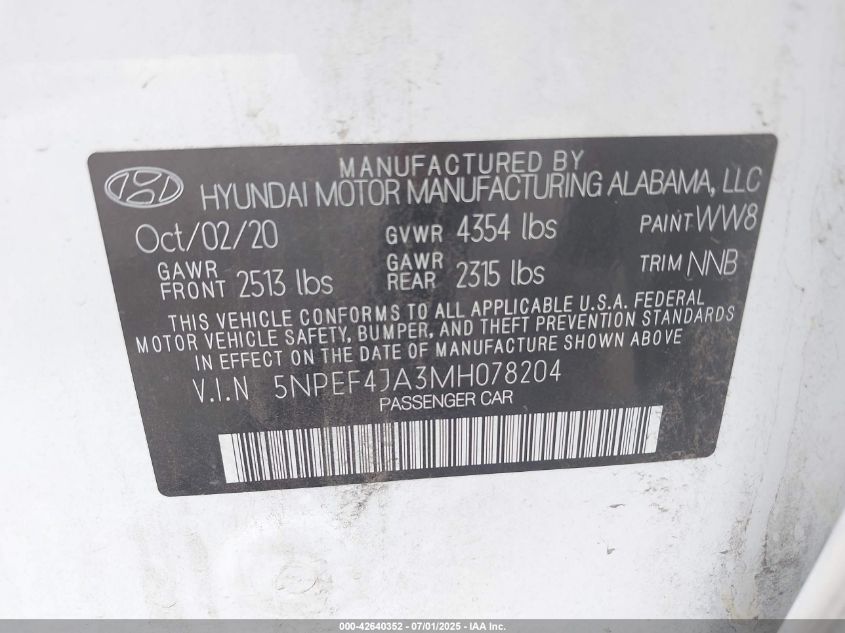 MANUFACTURED BY
HYUNDAI MOTOR MANUFACTURING ALABAMA, LLC
Oct/02/20 GVWR 4354 lbs PAINT WW8
GAWR FRONT 2513 lbs GAWR REAR 2315 lbs TRIM NNB
THIS VEHICLE CONFORMS TO ALL APPLICABLE U.S.A. FEDERAL
MOTOR VEHICLE SAFETY, BUMPER, AND THEFT PREVENTION STANDARDS
IN EFFECT ON THE DATE OF MANUFACTURE SHOWN ABOVE
V.I.N 5NPEF4JA3MH078204
PASSENGER CAR
000-42640352 - 07/01/2025 - IAA Inc.